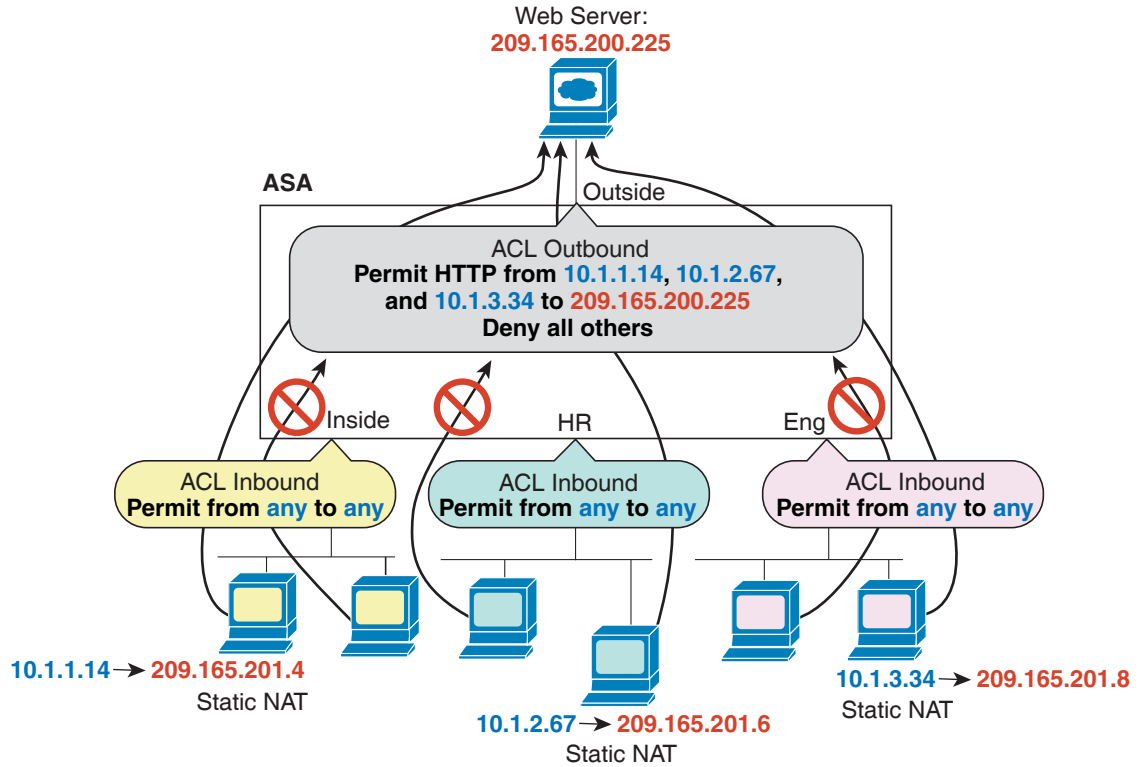 Web Server:
209.165.200.225
ASA
Outside
ACL Outbound
Permit HTTP from 10.1.1.14, 10.1.2.67,
and 10.1.3.34 to 209.165.200.225
Deny all others
Inside
HR
Eng
ACL Inbound
Permit from any to any
ACL Inbound
Permit from any to any
ACL Inbound
Permit from any to any
10.1.1.14 209.165.201.4
Static NAT
10.1.2.67 209.165.201.6
Static NAT
10.1.3.34 209.165.201.8
Static NAT